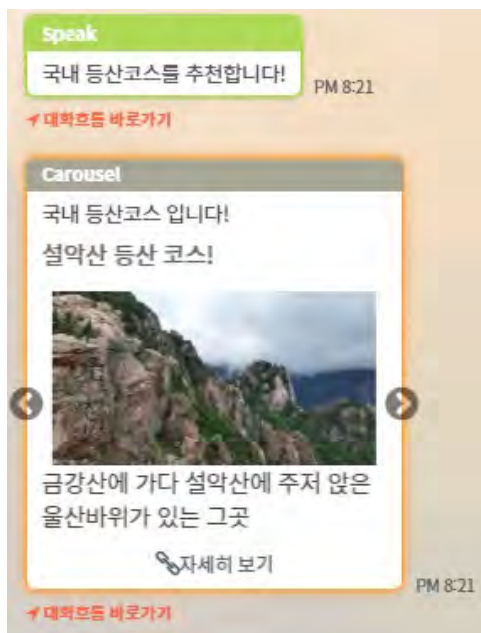 Speak
국내 등산코스를 추천합니다!
PM 8:21
대화흐름 바로가기
Carousel
국내 등산코스 입니다!
설악산 등산 코스!
금강산에 가다 설악산에 주저 앉은
울산바위가 있는 그곳
자세히 보기
PM 8:21
대화흐름 바로가기